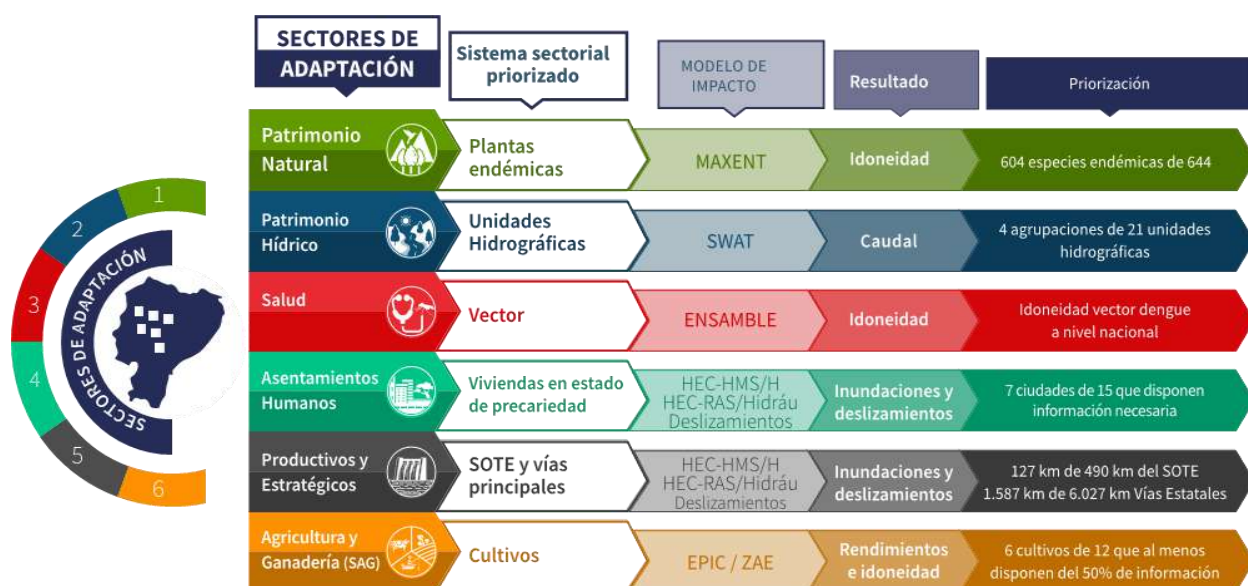 SECTORES DE
ADAPTACIÓN
Sistema sectorial
priorizado
MODELO DE
IMPACTO
Resultado
Priorización
Patrimonio
Natural
Plantas
endémicas
MAXENT
Idoneidad
604 especies endémicas de 644
Patrimonio
Hídrico
Unidades
Hidrográficas
SWAT
Caudal
4 agrupaciones de 21 unidades
hidrográficas
Salud
Vector
ENSAMBLE
Idoneidad
Idoneidad vector dengue
a nivel nacional
Asentamientos
Humanos
Viviendas en estado
de precariedad
HEC-HMS/H
HEC-RAS/Hidráu
Deslizamientos
Inundaciones y
deslizamientos
7 ciudades de 15 que disponen
información necesaria
Productivos y
Estratégicos
SOTE y vías
principales
HEC-HMS/H
HEC-RAS/Hidráu
Deslizamientos
Inundaciones y
deslizamientos
127 km de 490 km del SOTE
1.587 km de 6.027 km Vías Estatales
Agricultura y
Ganadería (SAG)
Cultivos
EPIC / ZAE
Rendimientos
e idoneidad
6 cultivos de 12 que al menos
disponen del 50% de información
1
2
3
4
5
6
SECTORES DE ADAPTACIÓN